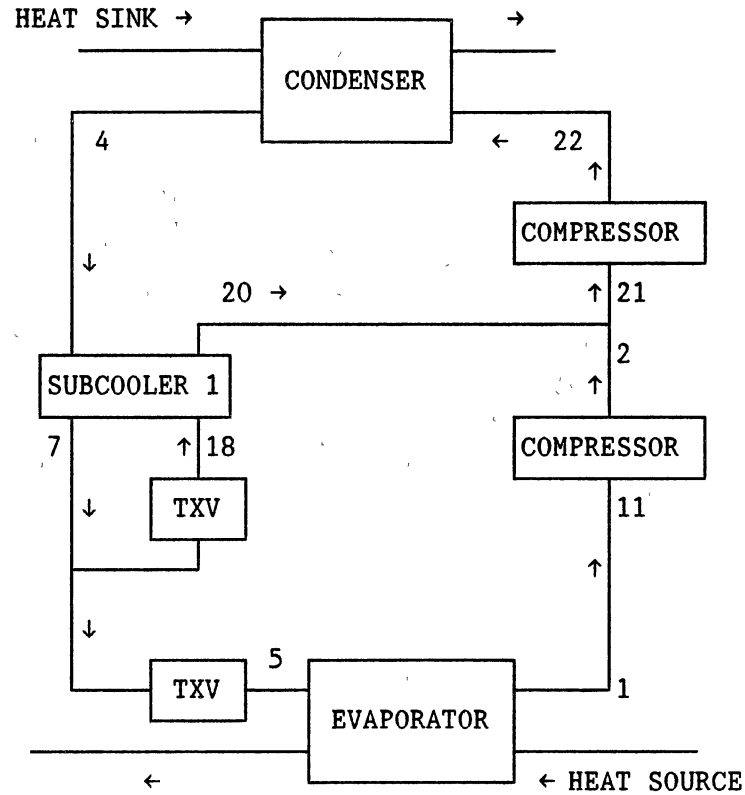 HEAT SINK →
→
CONDENSER
4
← 22
↑
COMPRESSOR
↓
20 →
↑ 21
2
SUBCOOLER 1
↑
7
↑ 18
COMPRESSOR
TXV
↓
11
↑
↓
5
TXV
1
EVAPORATOR
←
← HEAT SOURCE